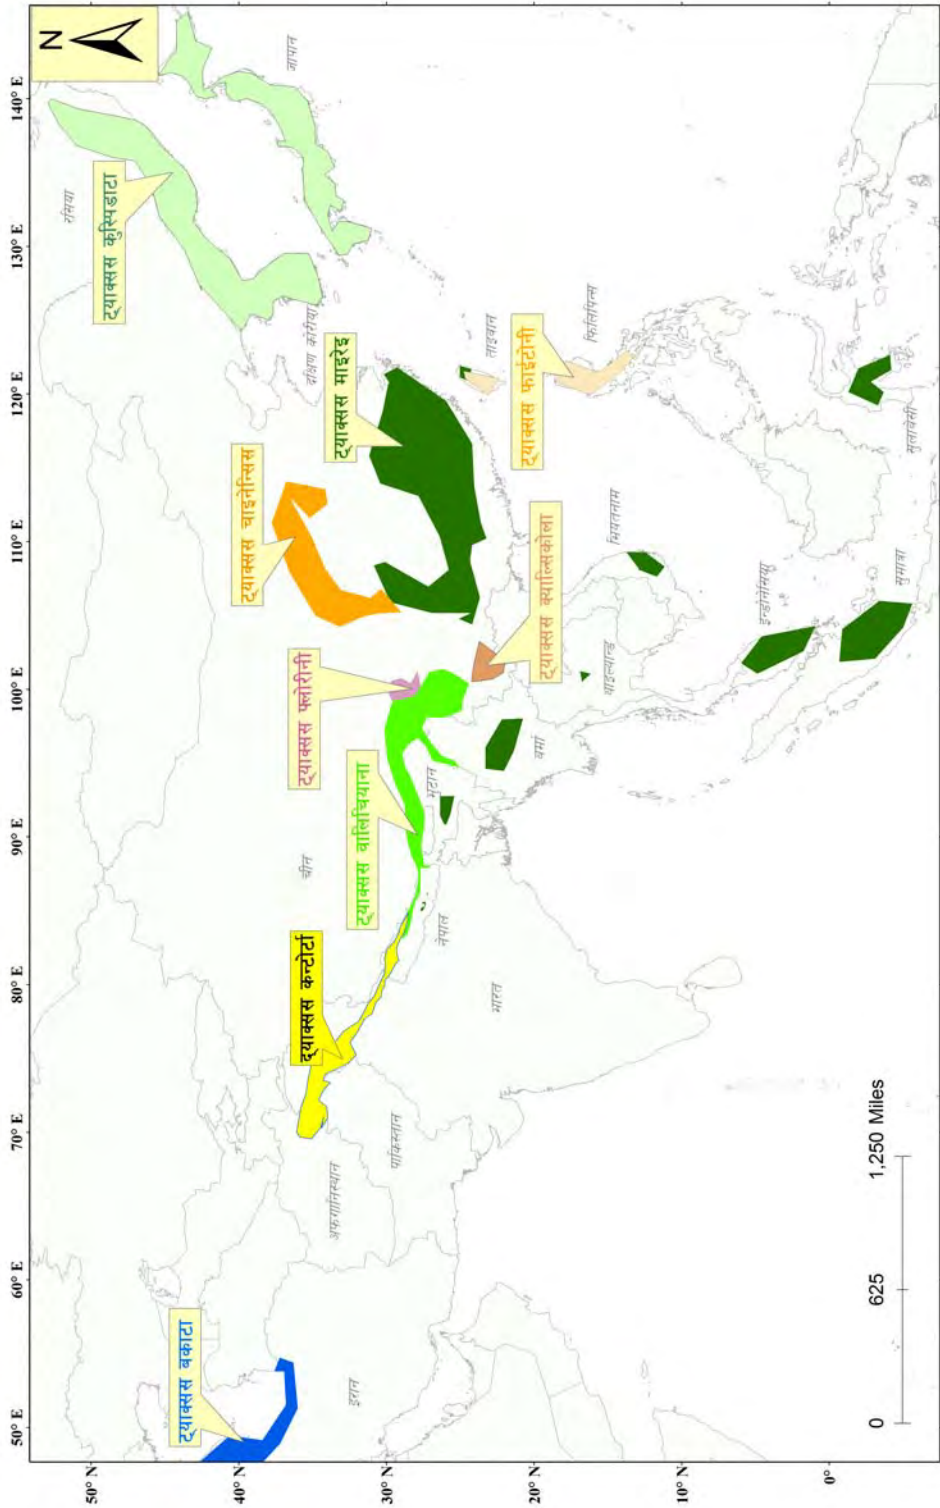 50° E
60° E
70° E
80° E
90° E
100° E
110° E
120° E
130° E
140° E
N
50° N
40° N
30° N
20° N
10° N
0°
रसिया
ट्याक्सस कुस्पिडाटा
जापान
दक्षिण कोरीया
ट्याक्सस बकाटा
ट्याक्सस चाइनेन्सिस
ट्याक्सस माइरेइ
ताइवान
चीन
ट्याक्सस फ्लोरीनी
ट्याक्सस कन्टोर्टा
ट्याक्सस वालिचियाना
ट्याक्सस क्याल्सिकोला
ट्याक्सस फाईटोनी
फिलिपिन्स
अफगानिस्थान
इरान
पाकिस्तान
नेपाल
भुटान
भारत
वर्मा
थाइल्याण्ड
भियतनाम
इन्डोनेसिया
सुमात्रा
सुलावेसी
0 625 1,250 Miles